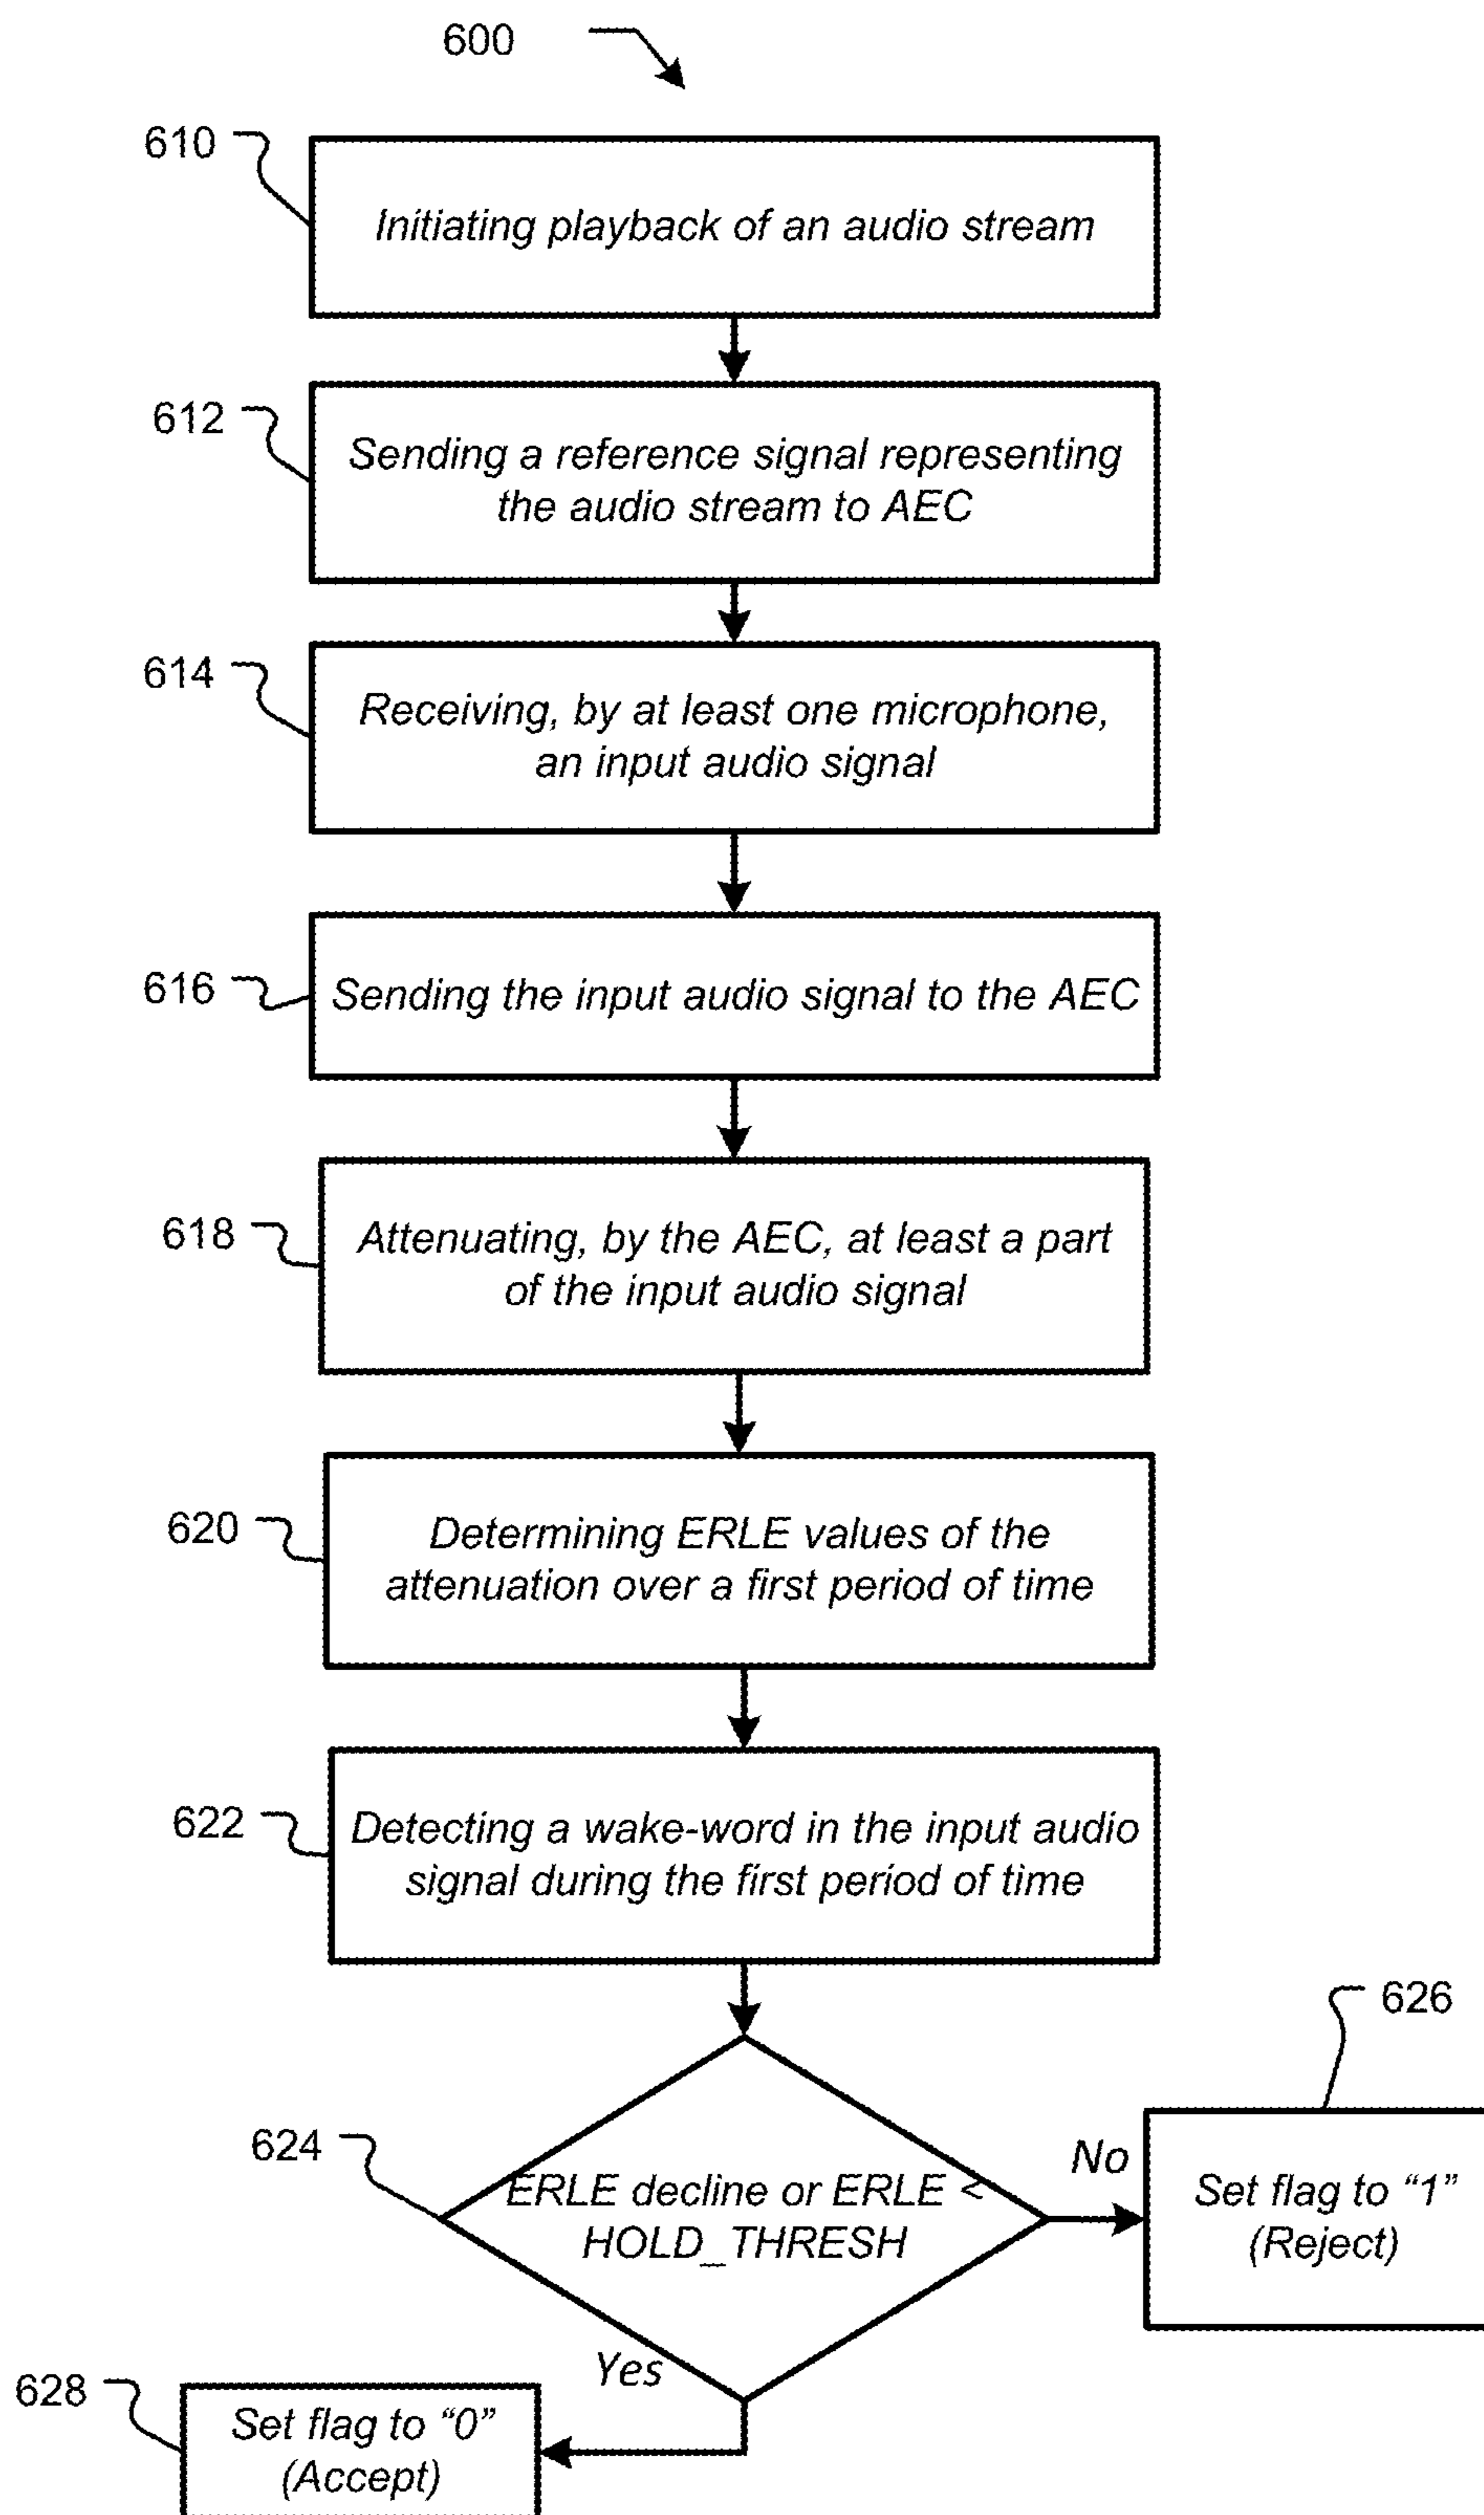 600
610
Initiating playback of an audio stream
612
Sending a reference signal representing
the audio stream to AEC
614
Receiving, by at least one microphone,
an input audio signal
616
Sending the input audio signal to the AEC
618
Attenuating, by the AEC, at least a part
of the input audio signal
620
Determining ERLE values of the
attenuation over a first period of time
622
Detecting a wake-word in the input audio
signal during the first period of time
626
624
ERLE decline or ERLE <
HOLD_THRESH
No
Set flag to “1”
(Reject)
Yes
628
Set flag to “0”
(Accept)